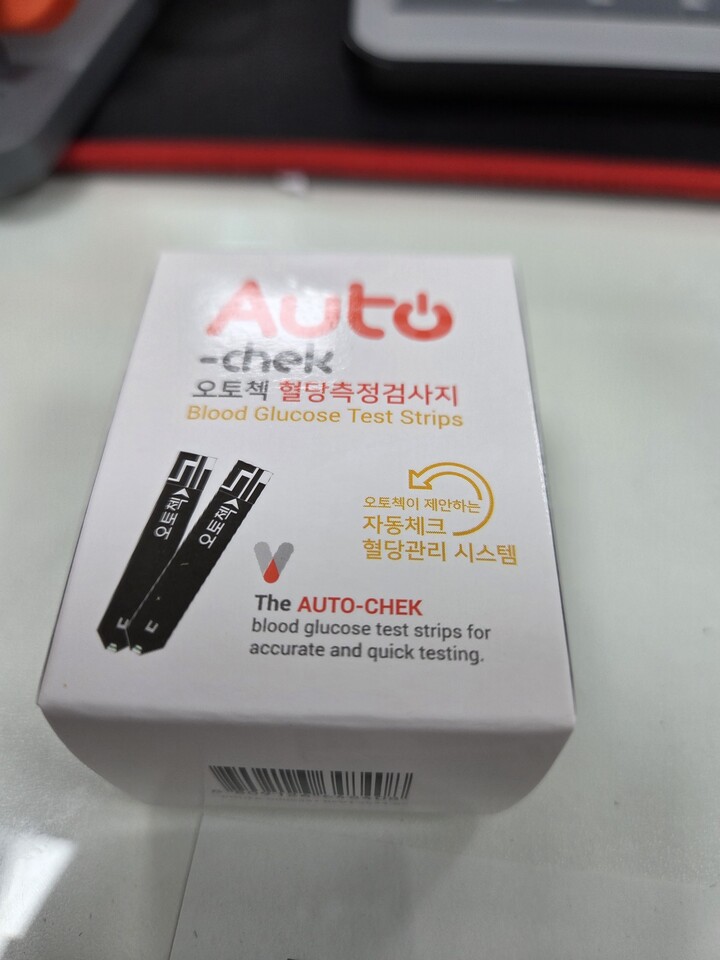 Auto
-chek
오토첵 혈당측정검사지
Blood Glucose Test Strips
오토첵
오토첵
오토첵이 제안하는
자동체크
혈당관리 시스템
The AUTO-CHEK
blood glucose test strips for
accurate and quick testing.